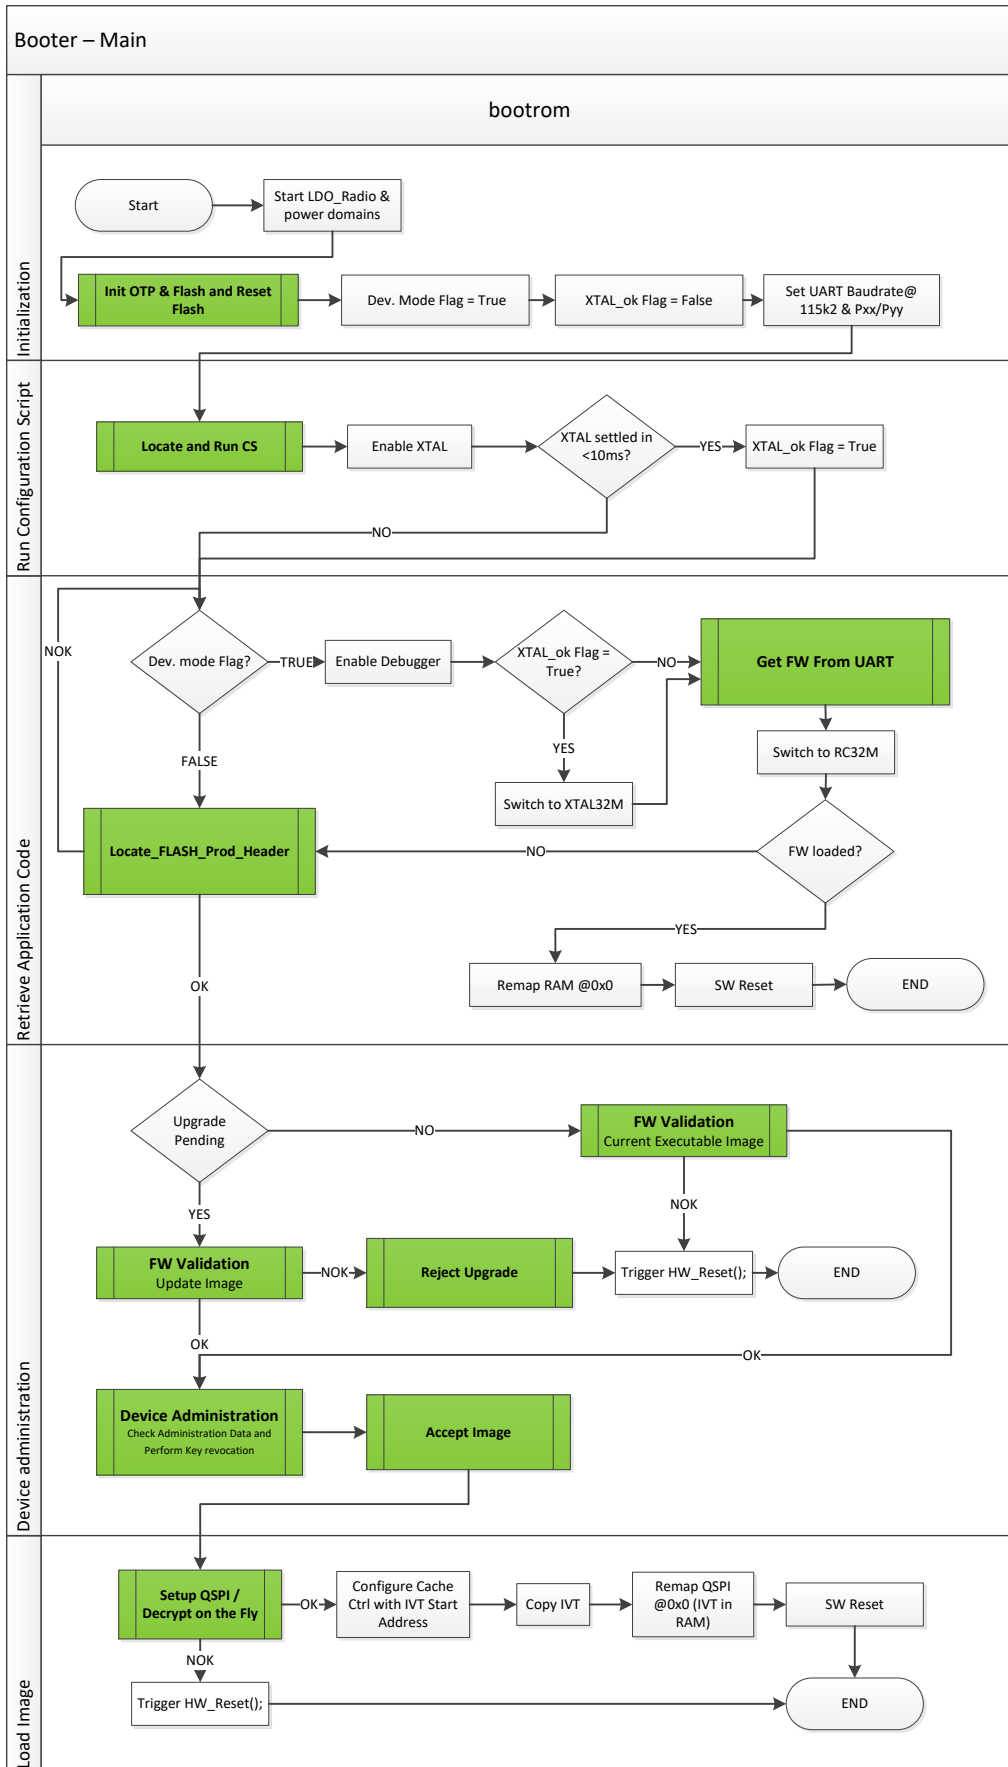 Booter – Main
bootrom
Initialization
Start
Start LDO_Radio &
power domains
Init OTP & Flash and Reset
Flash
Dev. Mode Flag = True
XTAL_ok Flag = False
Set UART Baudrate@
115k2 & Pxx/Pyy
Run Configuration Script
Locate and Run CS
Enable XTAL
XTAL settled in
<10ms?
YES
XTAL_ok Flag = True
NO
Retrieve Application Code
NOK
Dev. mode Flag?
TRUE
Enable Debugger
XTAL_ok Flag =
True?
NO
Get FW From UART
YES
Switch to XTAL32M
Switch to RC32M
FALSE
Locate_FLASH_Prod_Header
NO
FW loaded?
YES
Remap RAM @0x0
SW Reset
END
OK
Device administration
Upgrade
Pending
NO
FW Validation
Current Executable Image
NOK
YES
FW Validation
Update Image
NOK
Reject Upgrade
Trigger HW_Reset();
END
OK
OK
Device Administration
Check Administration Data and
Perform Key revocation
Accept Image
Load Image
Setup QSPI /
Decrypt on the Fly
OK
Configure Cache
Ctrl with IVT Start
Address
Copy IVT
Remap QSPI
@0x0 (IVT in
RAM)
SW Reset
NOK
Trigger HW_Reset();
END